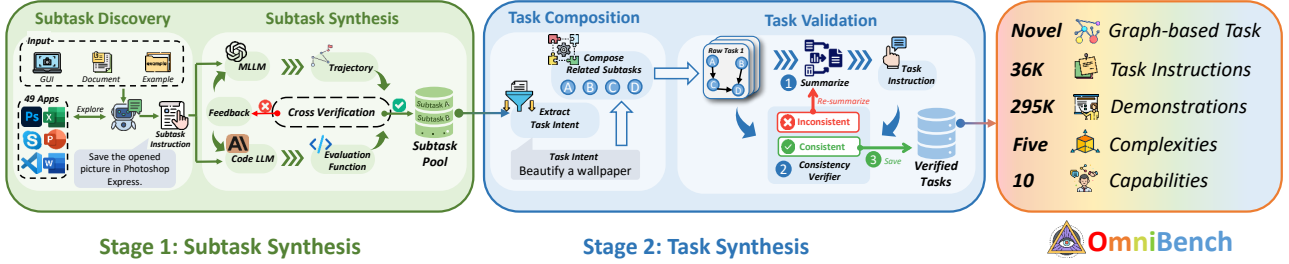 Subtask Discovery
Input
GUI
Document
Example
example
49 Apps
Explore
Ps
X
S
P
W
Subtask
Instruction
Save the opened
picture in Photoshop
Express.
Subtask Synthesis
MLLM
Trajectory
Feedback
Cross Verification
Code LLM
Evaluation
Function
Subtask A
Subtask B
Subtask
Pool
Task Composition
Extract
Task Intent
Compose
Related Subtasks
A B C D
Task Intent
Beautify a wallpaper
Task Validation
Raw Task 1
A B
C D
1 Summarize
Task
Instruction
Re-summarize
Inconsistent
Consistent
2 Consistency
Verifier
3 Save
Verified
Tasks
Novel Graph-based Task
36K Task Instructions
295K Demonstrations
Five Complexities
10 Capabilities
Stage 1: Subtask Synthesis
Stage 2: Task Synthesis
OmniBench